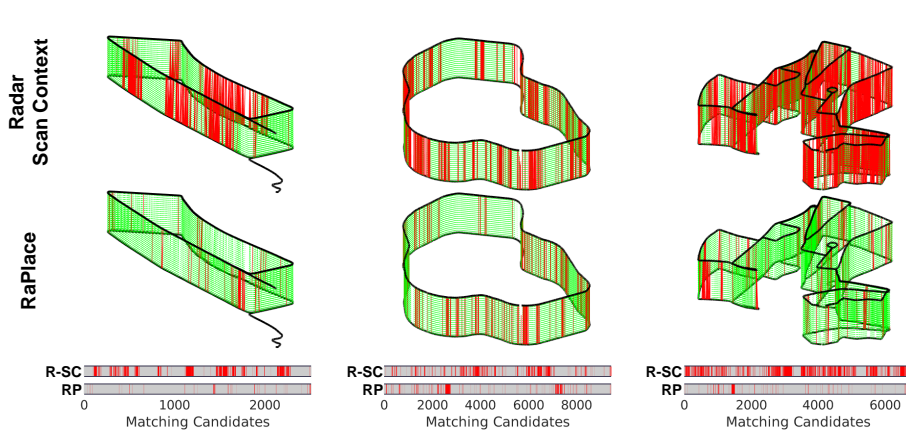 Radar
Scan Context
RaPlace
R-SC
RP
0 1000 2000
Matching Candidates
R-SC
RP
0 2000 4000 6000 8000
Matching Candidates
R-SC
RP
0 2000 4000 6000
Matching Candidates